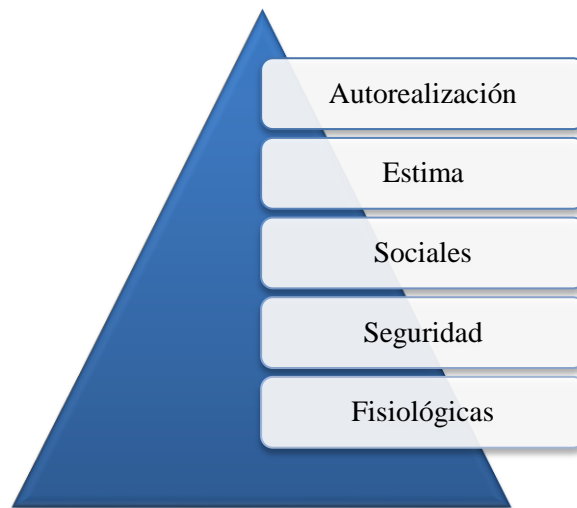 Autorealización
Estima
Sociales
Seguridad
Fisiológicas